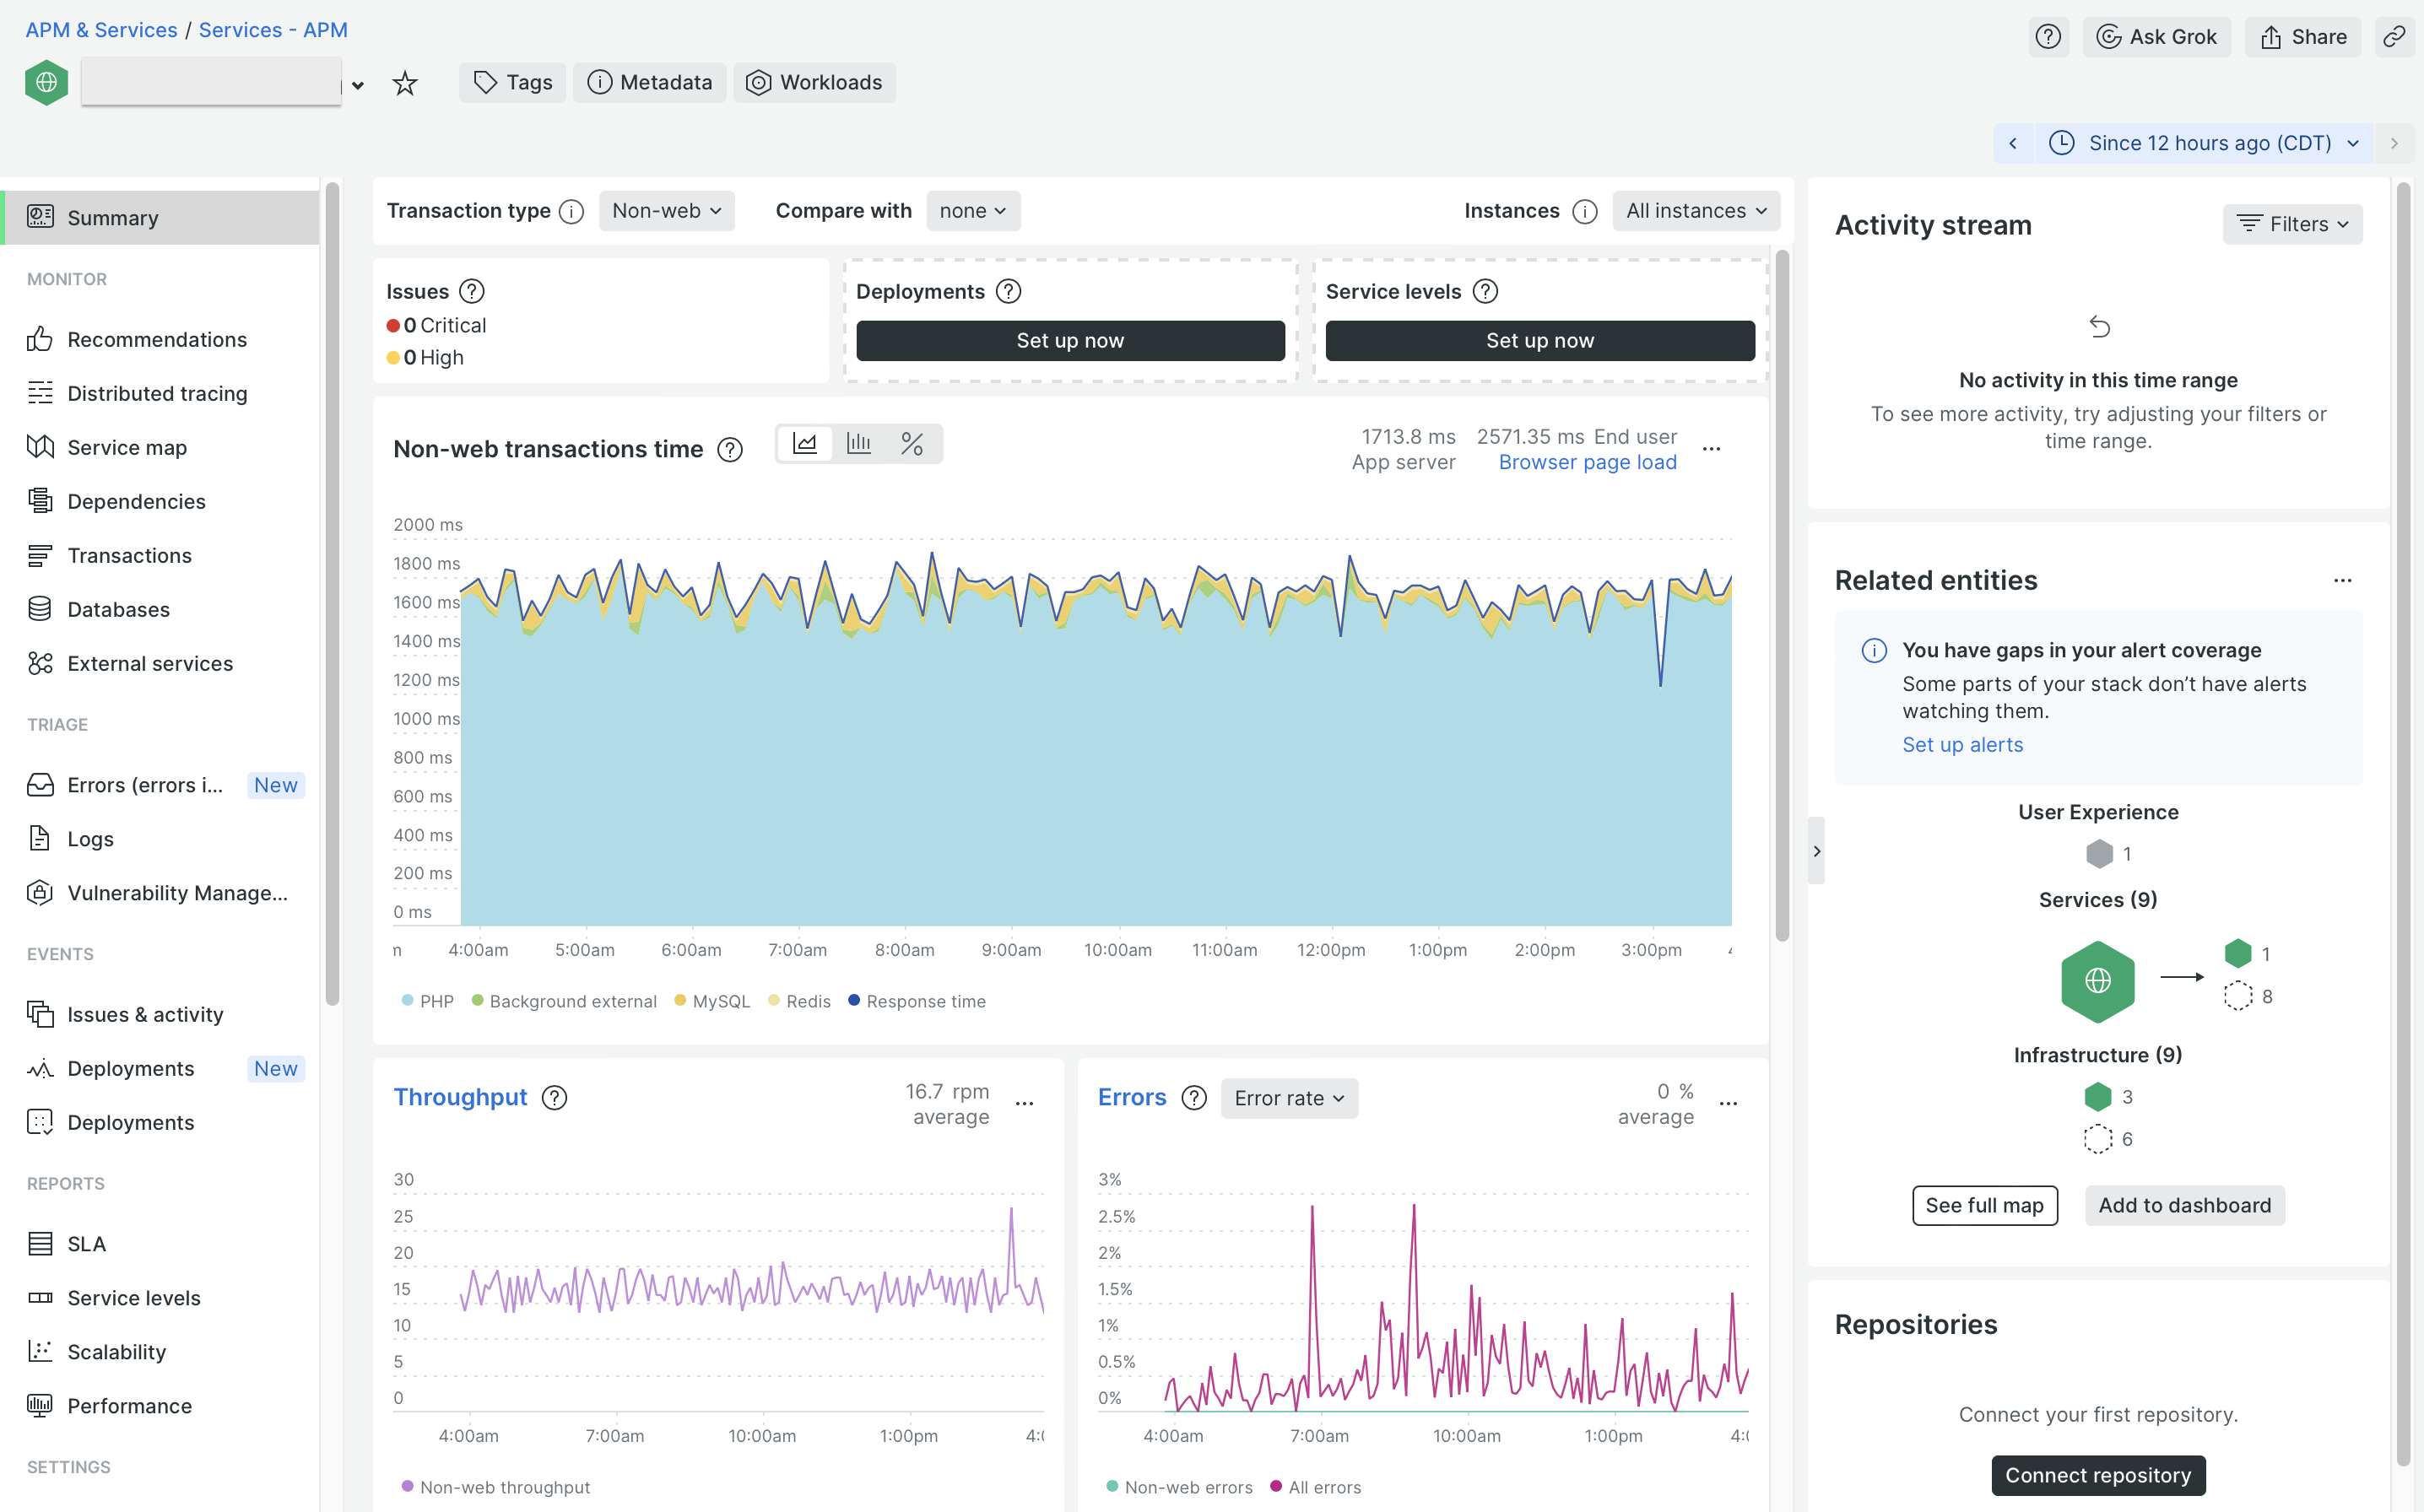 APM & Services / Services - APM
Ask Grok
Share
Tags
Metadata
Workloads
Since 12 hours ago (CDT)
Summary
MONITOR
Recommendations
Distributed tracing
Service map
Dependencies
Transactions
Databases
External services
TRIAGE
Errors (errors i... New
Logs
Vulnerability Manage...
EVENTS
Issues & activity
Deployments New
Deployments
REPORTS
SLA
Service levels
Scalability
Performance
SETTINGS
Transaction type Non-web Compare with none Instances All instances
Issues
0 Critical
0 High
Deployments
Set up now
Service levels
Set up now
Non-web transactions time
1713.8 ms
App server
2571.35 ms End user
Browser page load
2000 ms
1800 ms
1600 ms
1400 ms
1200 ms
1000 ms
800 ms
600 ms
400 ms
200 ms
0 ms
4:00am 5:00am 6:00am 7:00am 8:00am 9:00am 10:00am 11:00am 12:00pm 1:00pm 2:00pm 3:00pm
PHP Background external MySQL Redis Response time
Throughput
16.7 rpm
average
30
25
20
15
10
5
0
4:00am 7:00am 10:00am 1:00pm 4:0
Non-web throughput
Errors Error rate
0 %
average
3%
2.5%
2%
1.5%
1%
0.5%
0%
4:00am 7:00am 10:00am 1:00pm 4:0
Non-web errors All errors
Activity stream
Filters
No activity in this time range
To see more activity, try adjusting your filters or
time range.
Related entities
You have gaps in your alert coverage
Some parts of your stack don’t have alerts
watching them.
Set up alerts
User Experience
1
Services (9)
1
8
Infrastructure (9)
3
6
See full map
Add to dashboard
Repositories
Connect your first repository.
Connect repository